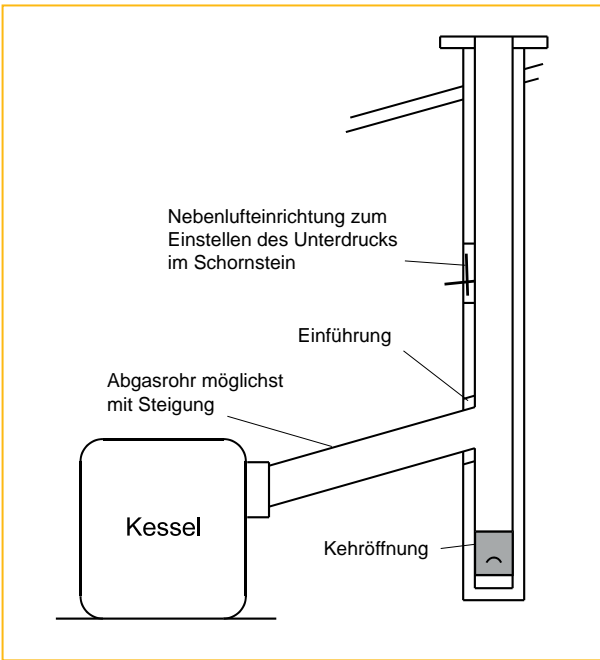 Nebenlufteinrichtung zum
Einstellen des Unterdrucks
im Schornstein
Einführung
Abgasrohr möglichst
mit Steigung
Kessel
Kehröffnung